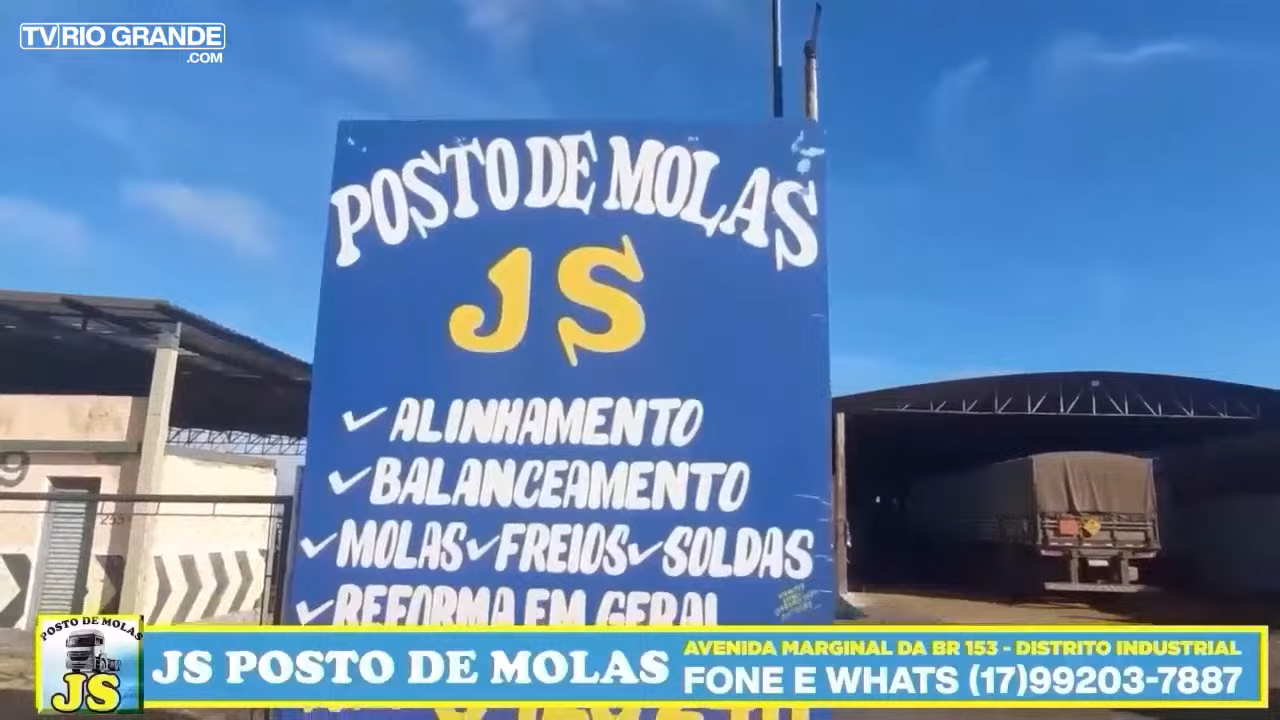 TV RIO GRANDE
.COM
POSTO DE MOLAS
JS
ALINHAMENTO
BALANCEAMENTO
MOLAS FREIOS SOLDAS
REFORMA EM GERAL
POSTO DE MOLAS
JS
JS POSTO DE MOLAS
AVENIDA MARGINAL DA BR 153 - DISTRITO INDUSTRIAL
FONE E WHATS (17)99203-7887